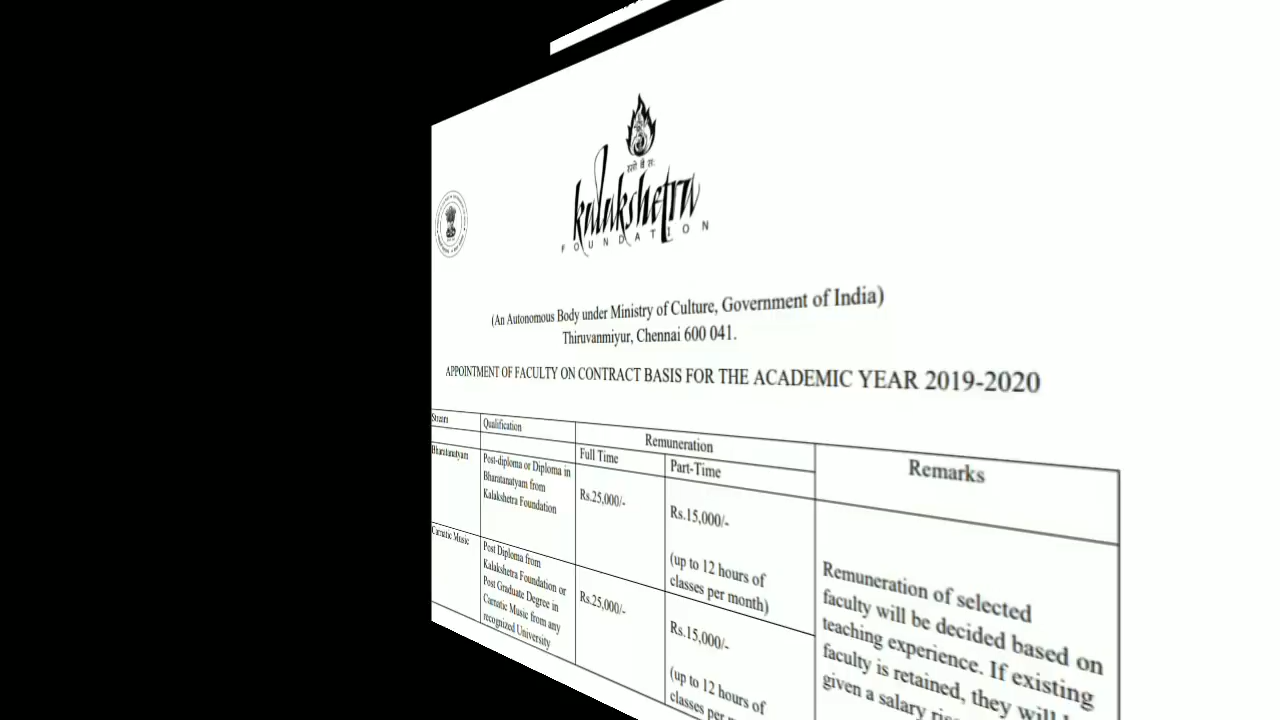 kalakshetra
FOUNDATION
(An Autonomous Body under Ministry of Culture, Government of India)
Thiruvanmiyur, Chennai 600 041.
APPOINTMENT OF FACULTY ON CONTRACT BASIS FOR THE ACADEMIC YEAR 2019-2020
Stream
Qualification
Remuneration
Remarks
Full Time
Part-Time
Bharatanatyam
Post-diploma or Diploma in
Bharatanatyam from
Kalakshetra Foundation
Rs.25,000/-
Rs.15,000/-
(up to 12 hours of
classes per month)
Carnatic Music
Post Diploma from
Kalakshetra Foundation or
Post Graduate Degree in
Carnatic Music from any
recognized University
Rs.25,000/-
Rs.15,000/-
(up to 12 hours of
classes per
Remuneration of selected
faculty will be decided based on
teaching experience. If existing
faculty is retained, they will
given a salary